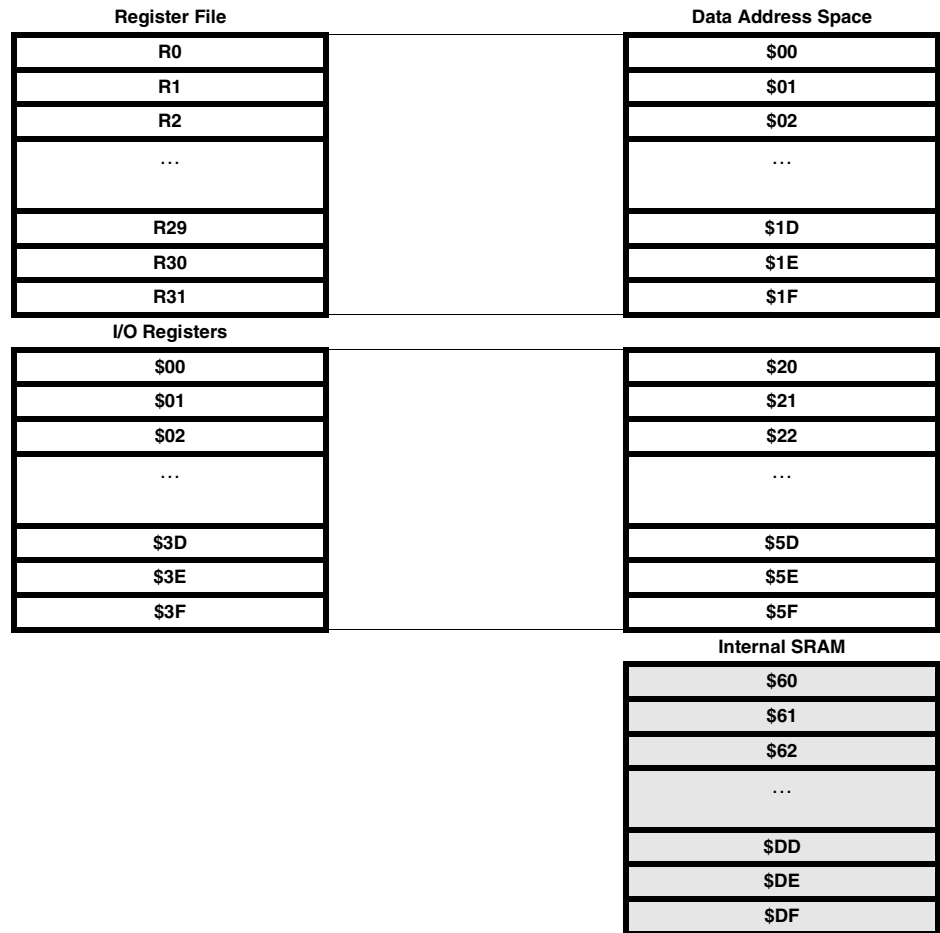 Register File
Data Address Space
R0
$00
R1
$01
R2
$02
...
...
R29
$1D
R30
$1E
R31
$1F
I/O Registers
$00
$20
$01
$21
$02
$22
...
...
$3D
$5D
$3E
$5E
$3F
$5F
Internal SRAM
$60
$61
$62
...
$DD
$DE
$DF